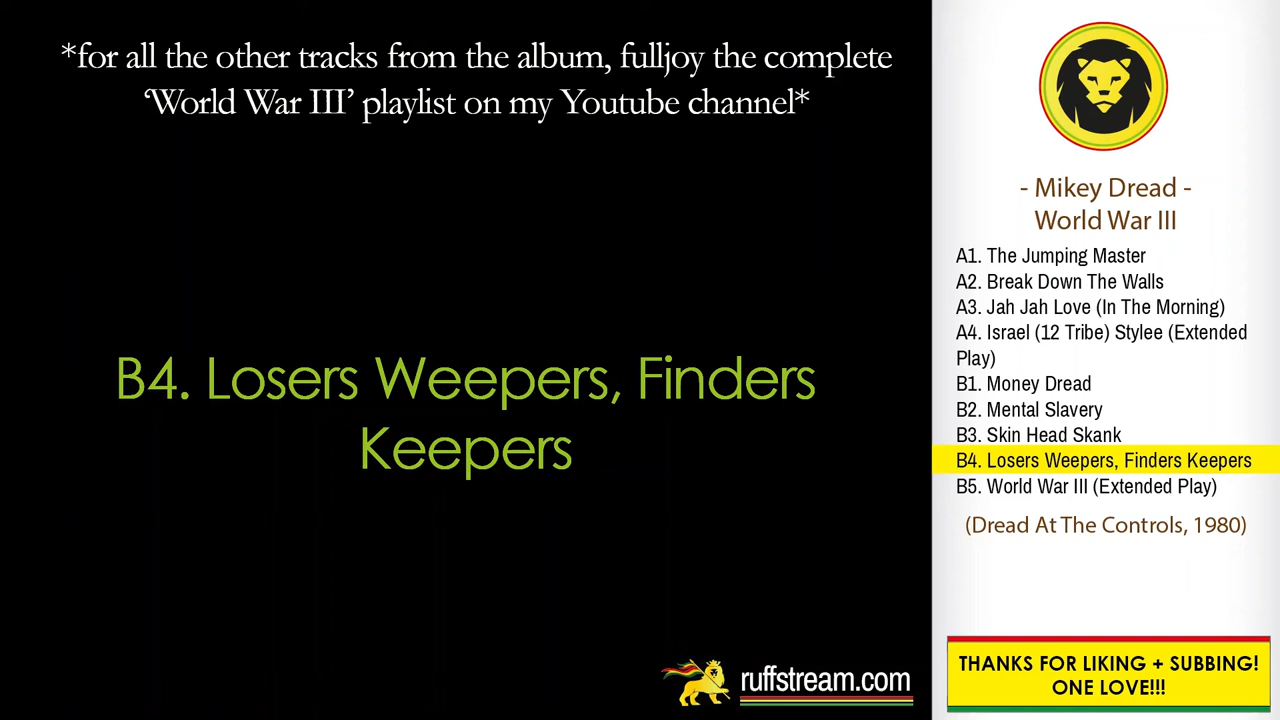 *for all the other tracks from the album, fulljoy the complete
‘World War III’ playlist on my Youtube channel*
B4. Losers Weepers, Finders
Keepers
ruffstream.com
- Mikey Dread -
World War III
A1. The Jumping Master
A2. Break Down The Walls
A3. Jah Jah Love (In The Morning)
A4. Israel (12 Tribe) Stylee (Extended
Play)
B1. Money Dread
B2. Mental Slavery
B3. Skin Head Skank
B4. Losers Weepers, Finders Keepers
B5. World War III (Extended Play)
(Dread At The Controls, 1980)
THANKS FOR LIKING + SUBBING!
ONE LOVE!!!